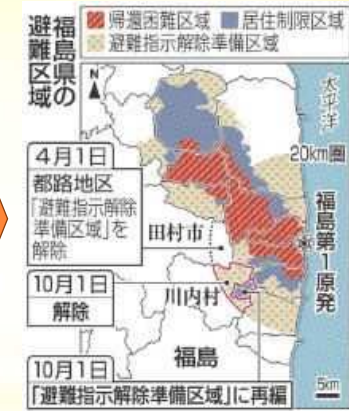 福島県の
避難区域
帰還困難区域 居住制限区域
避難指示解除準備区域
N
太平洋
20km圏
4月1日
都路地区
「避難指示解除
準備区域」を
解除
田村市
福島第1原発
10月1日
解除
川内村
福島
10月1日
「避難指示解除準備区域」に再編
5km